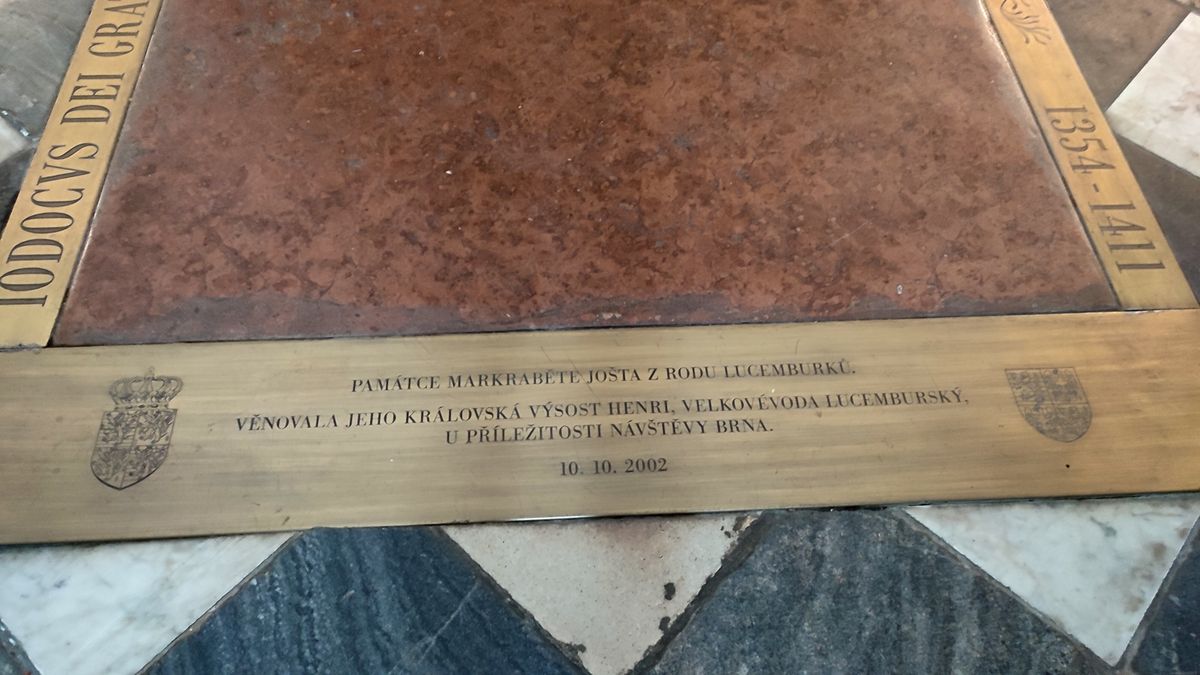 IODOCVS DEI GRA
1354 - 1411
PAMÁTCE MARKRABĚTE JOŠTA Z RODU LUCEMBURKŮ.
VĚNOVALA JEHO KRÁLOVSKÁ VÝSOST HENRI, VELKOVÉVODA LUCEMBURSKÝ,
U PŘÍLEŽITOSTI NÁVŠTĚVY BRNA.
10. 10. 2002